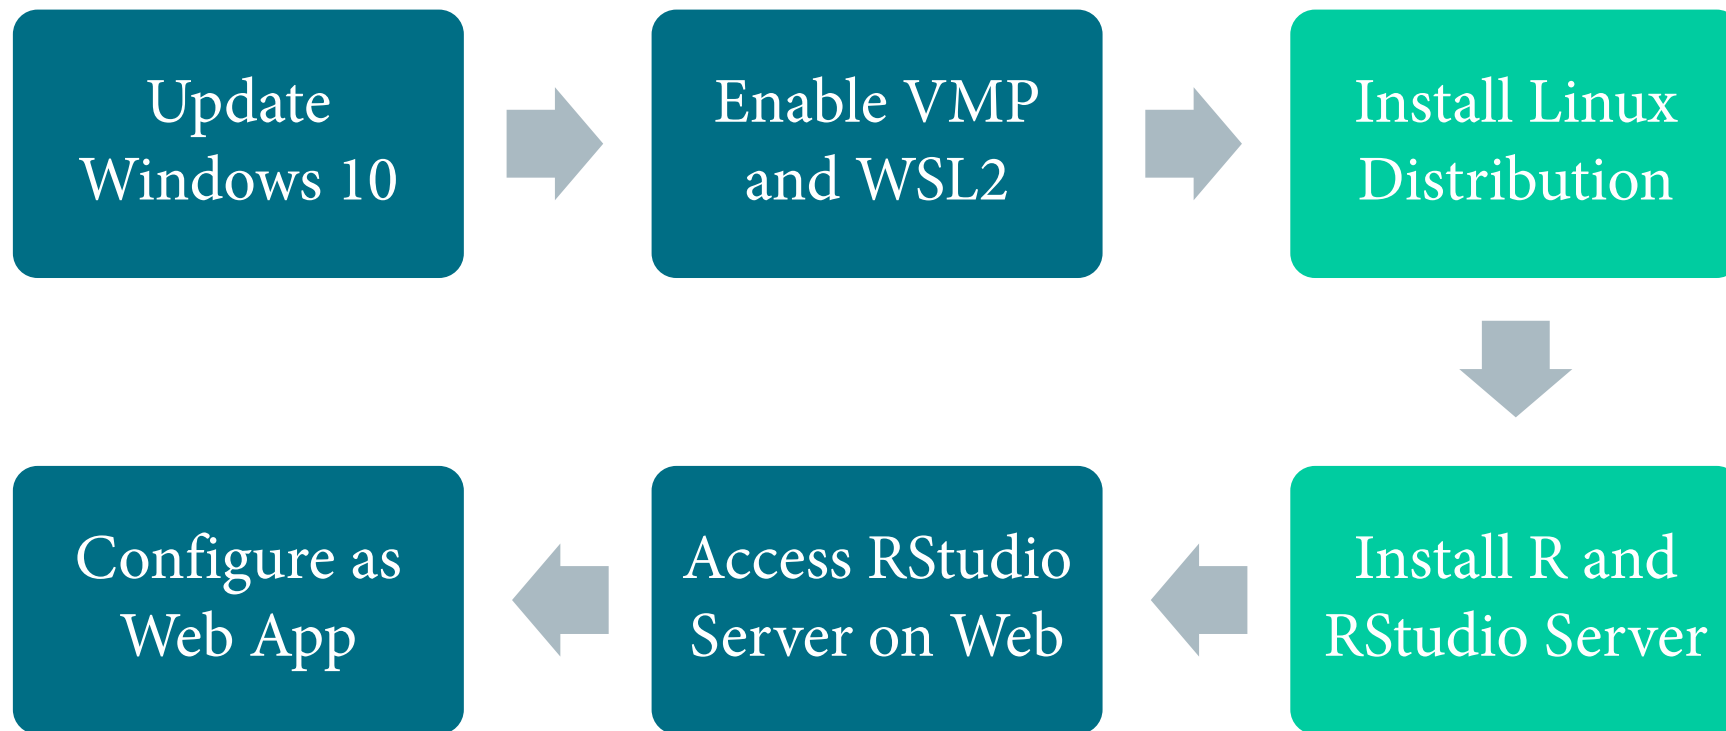 Update
Windows 10
Enable VMP
and WSL2
Install Linux
Distribution
Install R and
RStudio Server
Access RStudio
Server on Web
Configure as
Web App